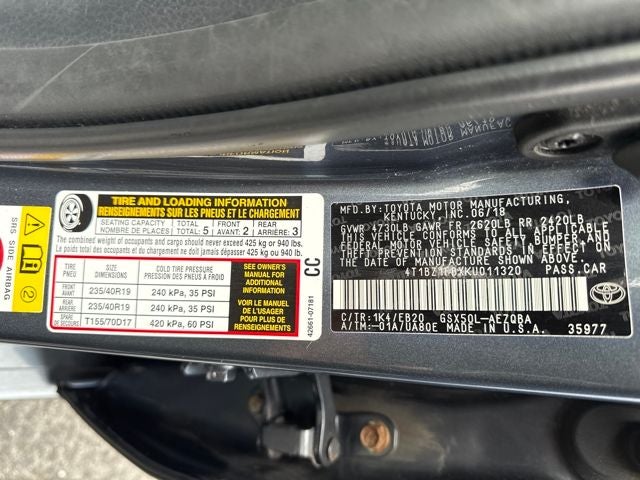 SRS SIDE AIRBAG
2
TIRE AND LOADING INFORMATION
RENSEIGNEMENTS SUR LES PNEUS ET LE CHARGEMENT
SEATING CAPACITY TOTAL FRONT REAR
NOMBRE DE PLACES TOTAL: 5 AVANT: 2 ARRIÈRE: 3
The combined weight of occupants and cargo should never exceed 425 kg or 940 lbs.
Le poids combiné des occupants et du chargement ne
doit jamais dépasser 425 kg ou 940 lb.
TIRE PNEU SIZE DIMENSIONS COLD TIRE PRESSURE PRESSION DES PNEUS À FROID
FRONT AVANT 235/40R19 240 kPa, 35 PSI
REAR ARRIÈRE 235/40R19 240 kPa, 35 PSI
SPARE DE SECOURS T155/70D17 420 kPa, 60 PSI
SEE OWNER'S
MANUAL FOR
ADDITIONAL
INFORMATION
VOIR LE MANUEL
DE L'USAGER
POUR PLUS DE
RENSEIGNEMENTS
CC
42661-07181
MFD. BY: TOYOTA MOTOR MANUFACTURING,
KENTUCKY, INC. 06/18
GVWR 4730LB GAWR FR 2620LB RR 2420LB
THIS VEHICLE CONFORMS TO ALL APPLICABLE
FEDERAL MOTOR VEHICLE SAFETY, BUMPER, AND
THEFT PREVENTION STANDARDS IN EFFECT ON
THE DATE OF MANUFACTURE SHOWN ABOVE.
4T1BZ1FBXKU011320 PASS. CAR
C/TR: 1K4/EB20 GSX50L-AEZQBA
A/TM: -01A/UA80E MADE IN U.S.A. 35977
TOYOTA